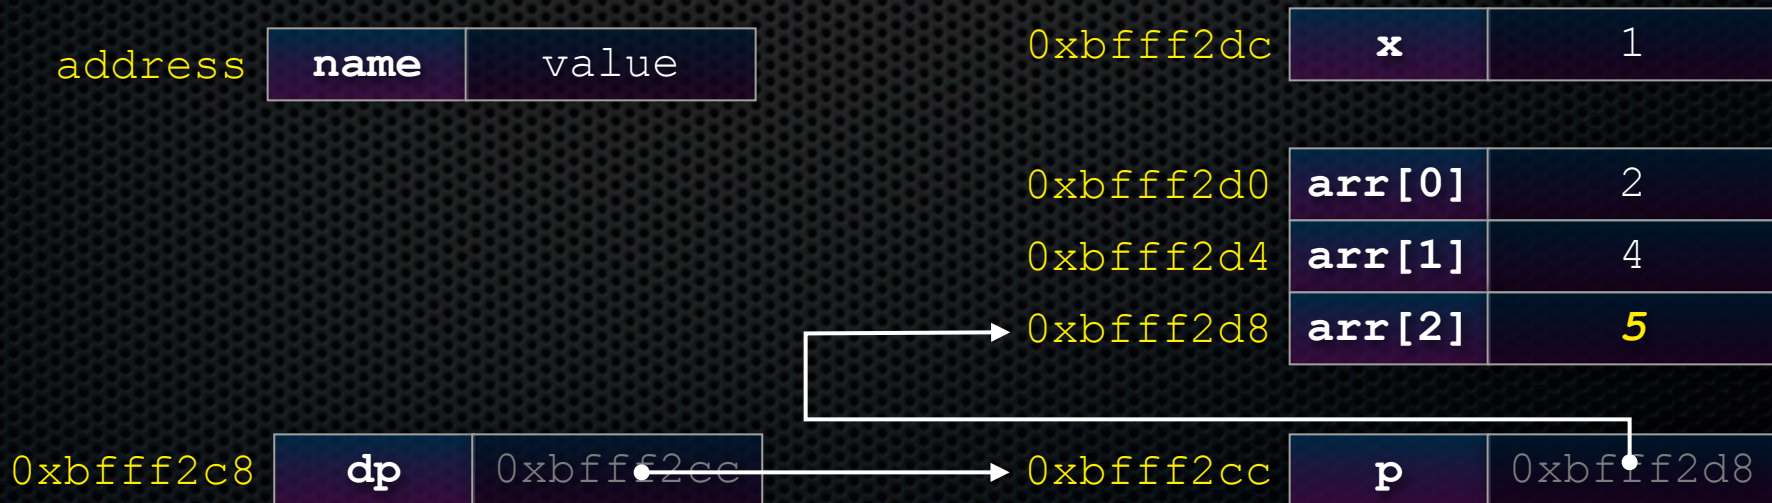 address name value
0xbfff2dc x 1
0xbfff2d0 arr[0] 2
0xbfff2d4 arr[1] 4
0xbfff2d8 arr[2] 5
0xbfff2c8 dp 0xbfff2cc
0xbfff2cc p 0xbfff2d8